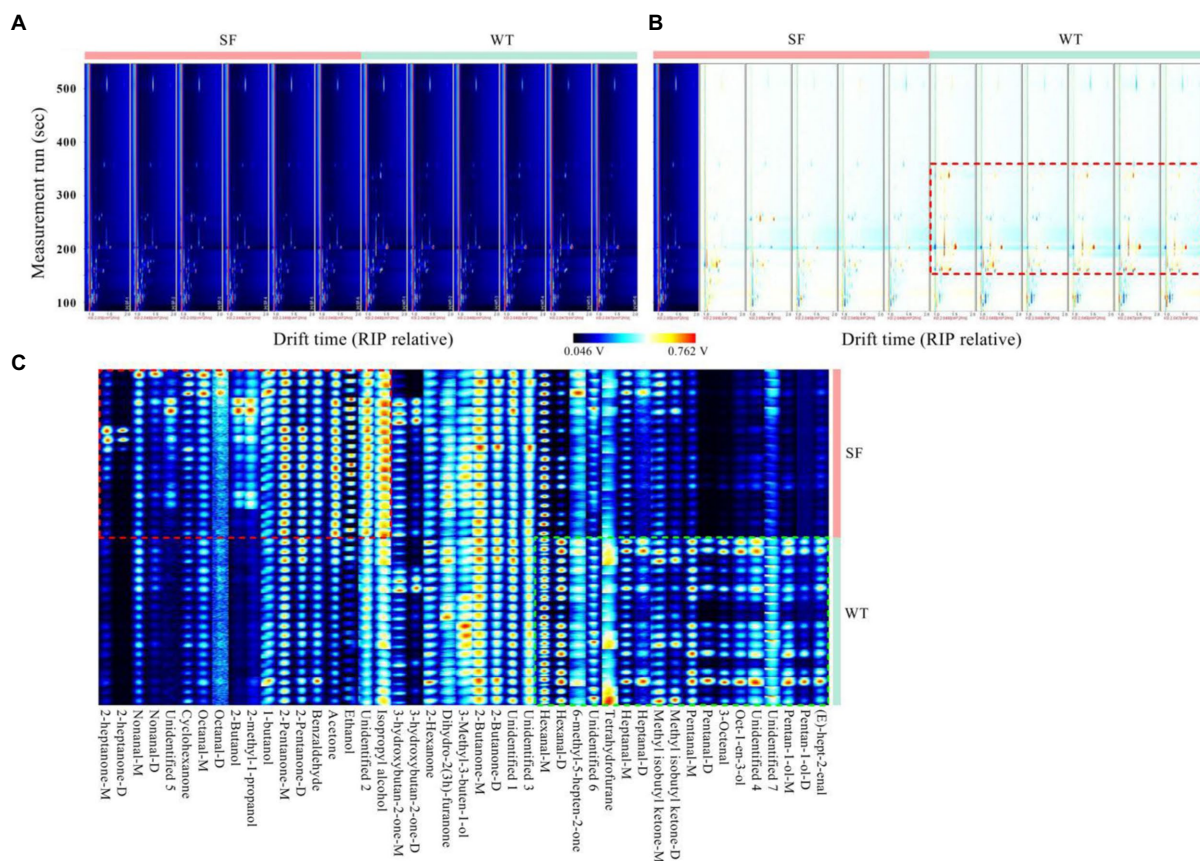 A
B
SF
WT
SF
WT
Measurement run (sec)
500
400
300
200
100
Drift time (RIP relative)
0.046 V
0.762 V
Drift time (RIP relative)
C
SF
WT
2-heptanone-M
2-heptanone-D
Nonanal-M
Nonanal-D
Unidentified 5
Cyclohexanone
Octanal-M
Octanal-D
2-Butanol
2-methyl-1-propanol
1-butanol
2-Pentanone-M
2-Pentanone-D
Benzaldehyde
Acetone
Ethanol
Unidentified 2
Isopropyl alcohol
3-hydroxybutan-2-one-M
3-hydroxybutan-2-one-D
2-Hexanone
Dihydro-2(3h)-furanone
3-Methyl-3-buten-1-ol
2-Butanone-M
2-Butanone-D
Unidentified 1
Unidentified 3
Hexanal-M
Hexanal-D
6-methyl-5-hepten-2-one
Unidentified 6
Tetrahydrofurane
Heptanal-M
Heptanal-D
Methyl isobutyl ketone-M
Methyl isobutyl ketone-D
Pentanal-M
Pentanal-D
3-Octenal
Oct-1-en-3-ol
Unidentified 4
Unidentified 7
Pentan-1-ol-M
Pentan-1-ol-D
(E)-hept-2-enal